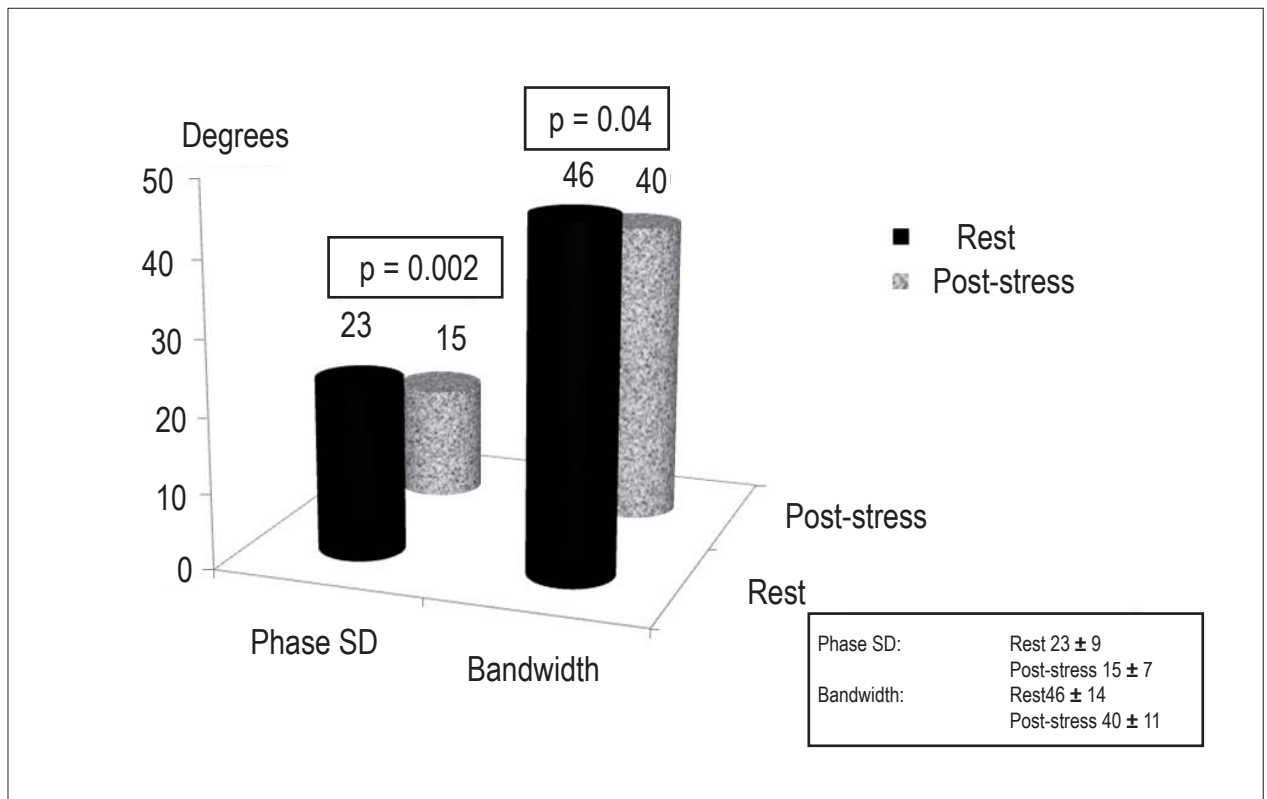 p = 0.04
Degrees
46 40
50
p = 0.002
Rest
40
23
15
Post-stress
30
20
10
Post-stress
0
Rest
Phase SD
Bandwidth
Phase SD: Rest 23 ± 9
Post-stress 15 ± 7
Bandwidth: Rest46 ± 14
Post-stress 40 ± 11